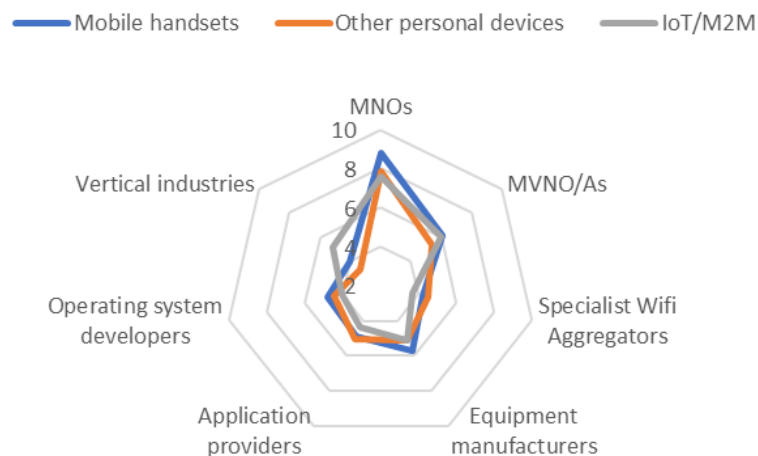 Mobile handsets
Other personal devices
IoT/M2M
MNOs
10
8
6
4
2
MVNO/As
Specialist Wifi
Aggregators
Equipment
manufacturers
Application
providers
Operating system
developers
Vertical industries